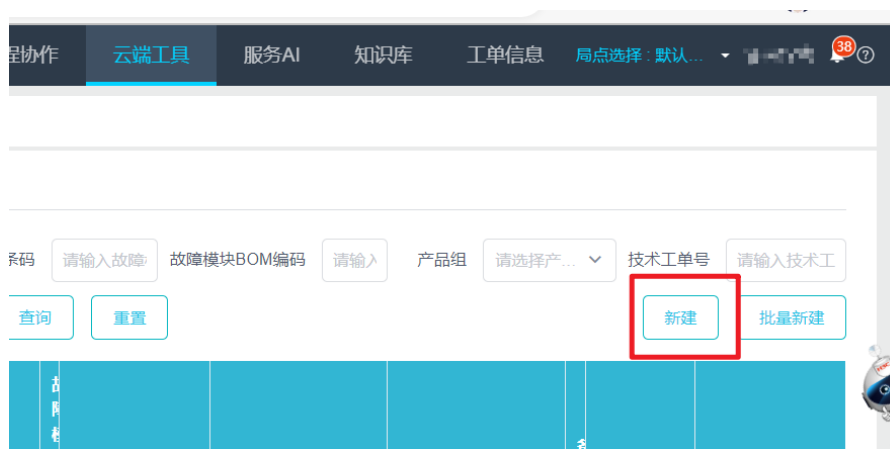 程协作 云端工具 服务AI 知识库 工单信息 局点选择 : 默认... 38
条码 请输入故障 故障模块BOM编码 请输入 产品组 请选择产... 技术工单号 请输入技术工
查询 重置 新建 批量新建
故
障
模